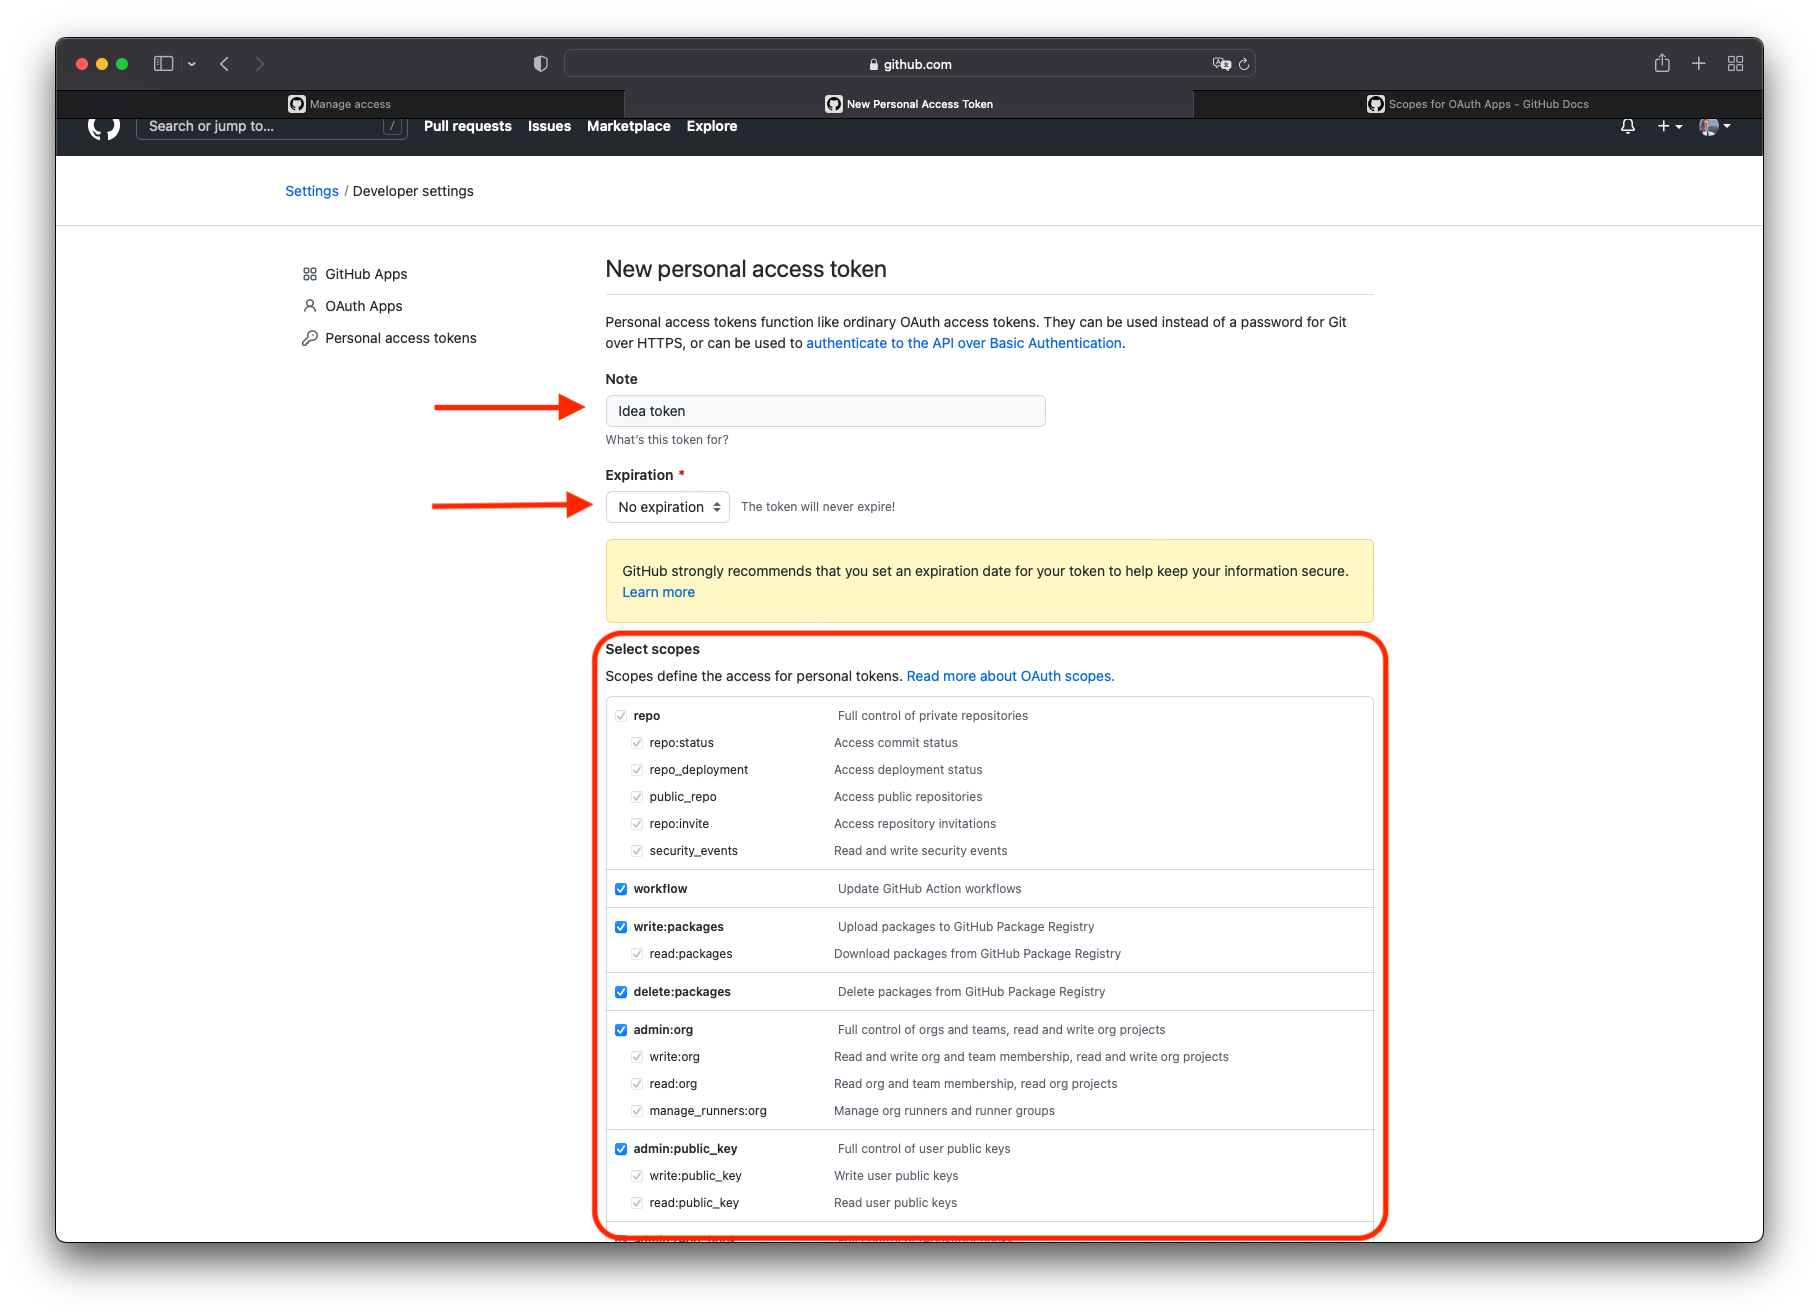 github.com
Manage access
New Personal Access Token
Scopes for OAuth Apps - GitHub Docs
Search or jump to...
/
Pull requests
Issues
Marketplace
Explore
Settings / Developer settings
GitHub Apps
OAuth Apps
Personal access tokens
New personal access token
Personal access tokens function like ordinary OAuth access tokens. They can be used instead of a password for Git
over HTTPS, or can be used to authenticate to the API over Basic Authentication.
Note
Idea token
What's this token for?
Expiration *
No expiration
The token will never expire!
GitHub strongly recommends that you set an expiration date for your token to help keep your information secure.
Learn more
Select scopes
Scopes define the access for personal tokens. Read more about OAuth scopes.
repo Full control of private repositories
repo:status Access commit status
repo_deployment Access deployment status
public_repo Access public repositories
repo:invite Access repository invitations
security_events Read and write security events
workflow Update GitHub Action workflows
write:packages Upload packages to GitHub Package Registry
read:packages Download packages from GitHub Package Registry
delete:packages Delete packages from GitHub Package Registry
admin:org Full control of orgs and teams, read and write org projects
write:org Read and write org and team membership, read and write org projects
read:org Read org and team membership, read org projects
manage_runners:org Manage org runners and runner groups
admin:public_key Full control of user public keys
write:public_key Write user public keys
read:public_key Read user public keys